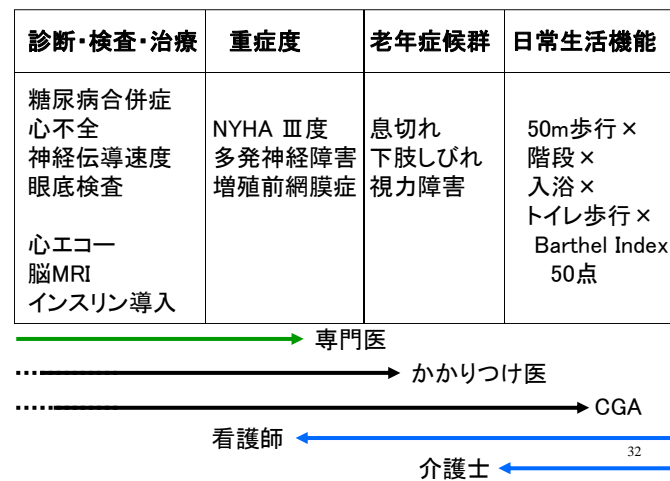 診断・検査・治療
重症度
老年症候群
日常生活機能
糖尿病合併症
心不全
神経伝導速度
眼底検査
心エコー
脳MRI
インスリン導入
NYHA Ⅲ度
多発神経障害
増殖前網膜症
息切れ
下肢しびれ
視力障害
50m歩行×
階段×
入浴×
トイレ歩行×
Barthel Index
50点
専門医
かかりつけ医
CGA
看護師
介護士
32